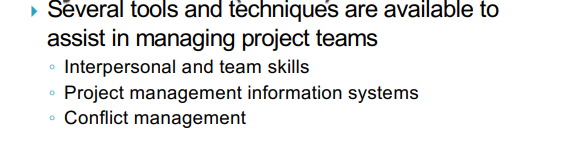 Several tools and techniques are available to
assist in managing project teams
Interpersonal and team skills
Project management information systems
Conflict management